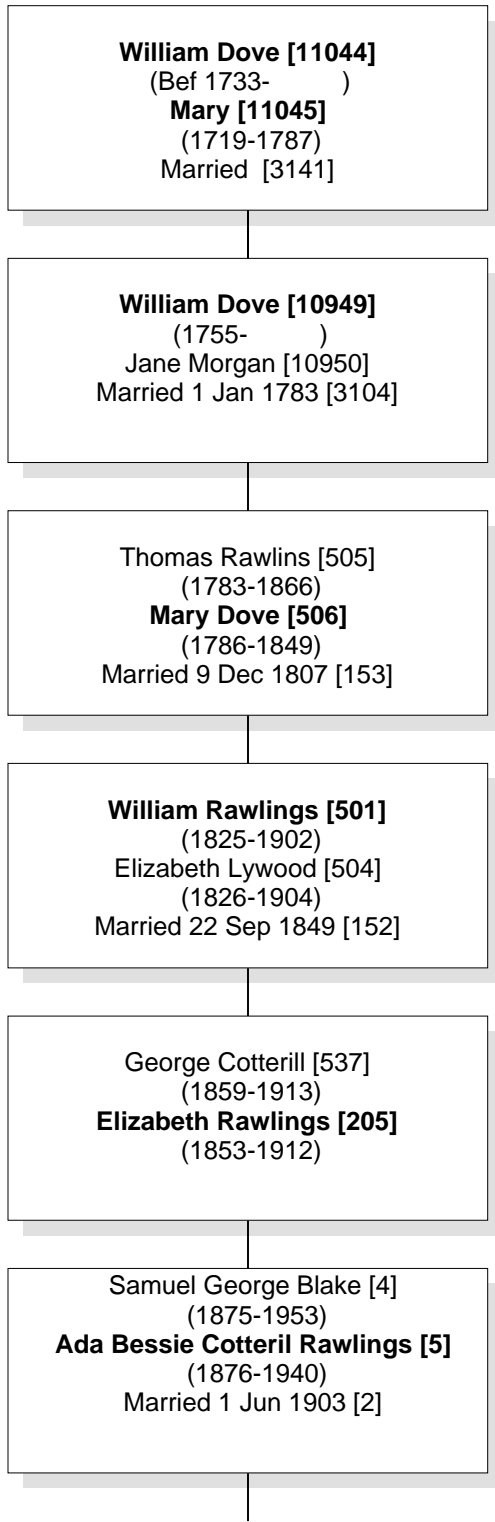 William Dove [11044]
(Bef 1733- )
Mary [11045]
(1719-1787)
Married [3141]
William Dove [10949]
(1755- )
Jane Morgan [10950]
Married 1 Jan 1783 [3104]
Thomas Rawlins [505]
(1783-1866)
Mary Dove [506]
(1786-1849)
Married 9 Dec 1807 [153]
William Rawlings [501]
(1825-1902)
Elizabeth Lywood [504]
(1826-1904)
Married 22 Sep 1849 [152]
George Cotterill [537]
(1859-1913)
Elizabeth Rawlings [205]
(1853-1912)
Samuel George Blake [4]
(1875-1953)
Ada Bessie Cotteril Rawlings [5]
(1876-1940)
Married 1 Jun 1903 [2]